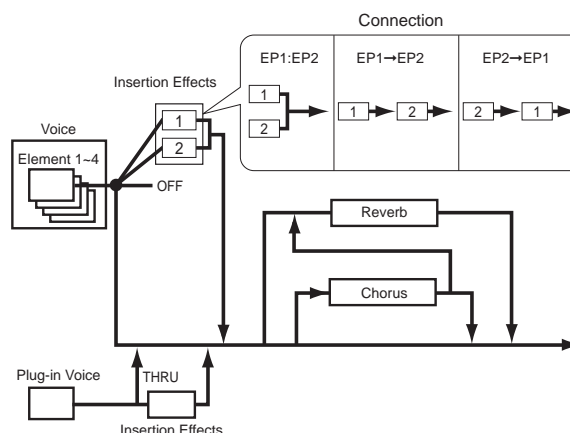 Connection
EP1:EP2
EP1→EP2
EP2→EP1
1
2
1
2
2
1
Insertion Effects
1
2
Voice
Element 1~4
OFF
Reverb
Chorus
Plug-in Voice
THRU
Insertion Effects